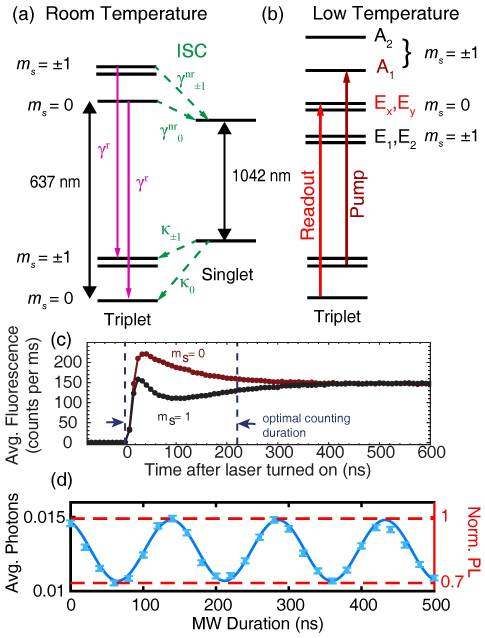 (a) Room Temperature
ISC
m_s = ±1
γ^nr_±1
m_s = 0
γ^nr_0
γ^r
γ^r
637 nm
1042 nm
κ_±1
m_s = ±1
κ_0
Singlet
m_s = 0
Triplet
(b) Low Temperature
A_2
m_s = ±1
}
A_1
E_x,E_y
m_s = 0
E_1,E_2
m_s = ±1
Readout
Pump
Triplet
(c)
Avg. Fluorescence
(counts per ms)
200
150
100
50
0
m_s = 0
m_s = 1
optimal counting
duration
0
100
200
300
400
500
600
Time after laser turned on (ns)
(d)
Avg. Photons
0.015
0.01
1
0.7
Norm. PL
0
100
200
300
400
500
MW Duration (ns)